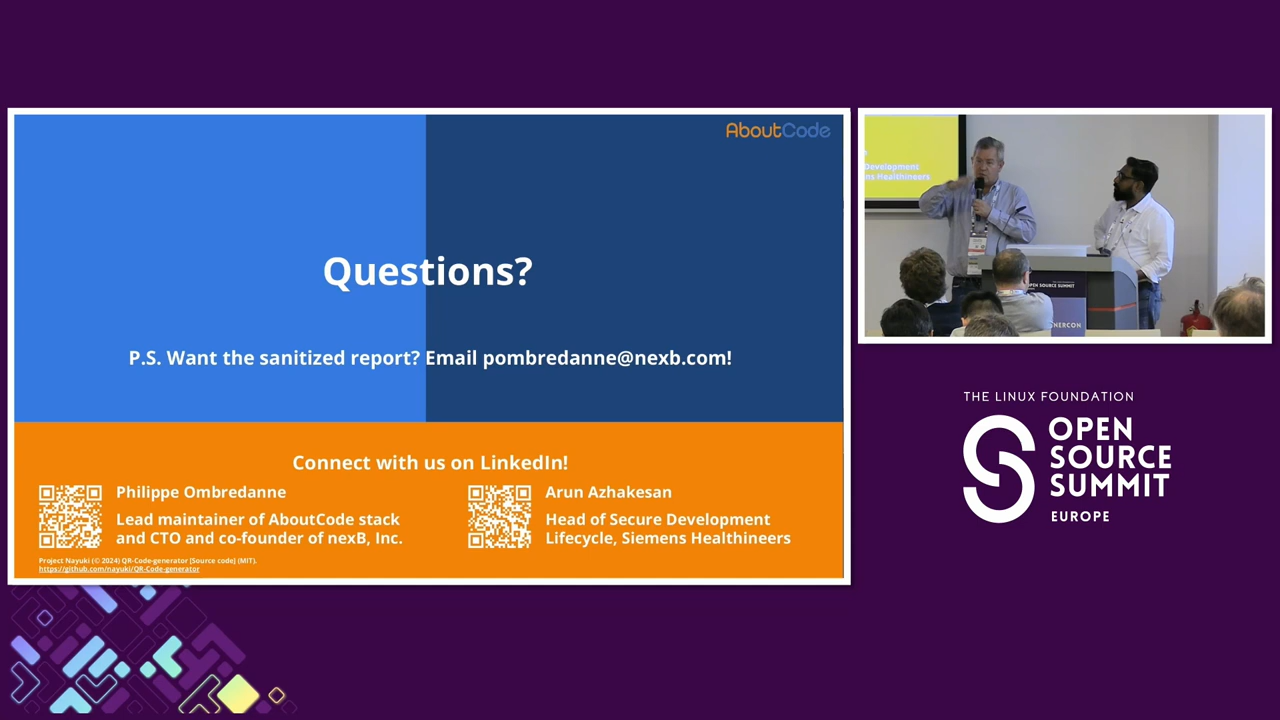 AboutCode
Questions?
P.S. Want the sanitized report? Email pombredanne@nexb.com!
Connect with us on LinkedIn!
Philippe Ombredanne
Lead maintainer of AboutCode stack
and CTO and co-founder of nexB, Inc.
Arun Azhakesan
Head of Secure Development
Lifecycle, Siemens Healthineers
Project Nayuki (© 2024) QR-Code-generator [Source code] (MIT),
https://github.com/nayuki/QR-Code-generator
Development
ns Healthineers
OPEN SOURCE SUMMIT
NERCON
THE LINUX FOUNDATION
OPEN
SOURCE
SUMMIT
EUROPE